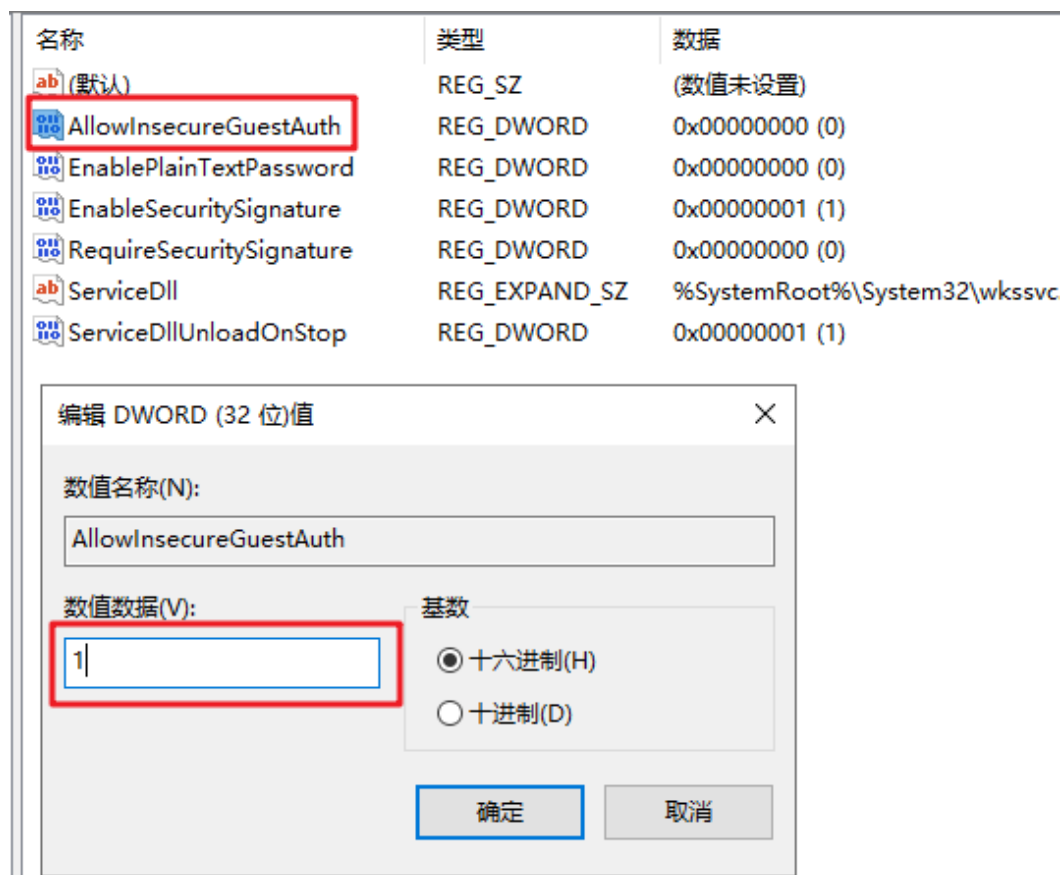 名称 类型 数据
(默认) REG_SZ (数值未设置)
AllowInsecureGuestAuth REG_DWORD 0x00000000 (0)
EnablePlainTextPassword REG_DWORD 0x00000000 (0)
EnableSecuritySignature REG_DWORD 0x00000001 (1)
RequireSecuritySignature REG_DWORD 0x00000000 (0)
ServiceDll REG_EXPAND_SZ %SystemRoot%\System32\wkssvc.
ServiceDllUnloadOnStop REG_DWORD 0x00000001 (1)
编辑 DWORD (32 位)值
数值名称(N):
AllowInsecureGuestAuth
数值数据(V): 基数
1
十六进制(H)
十进制(D)
确定 取消